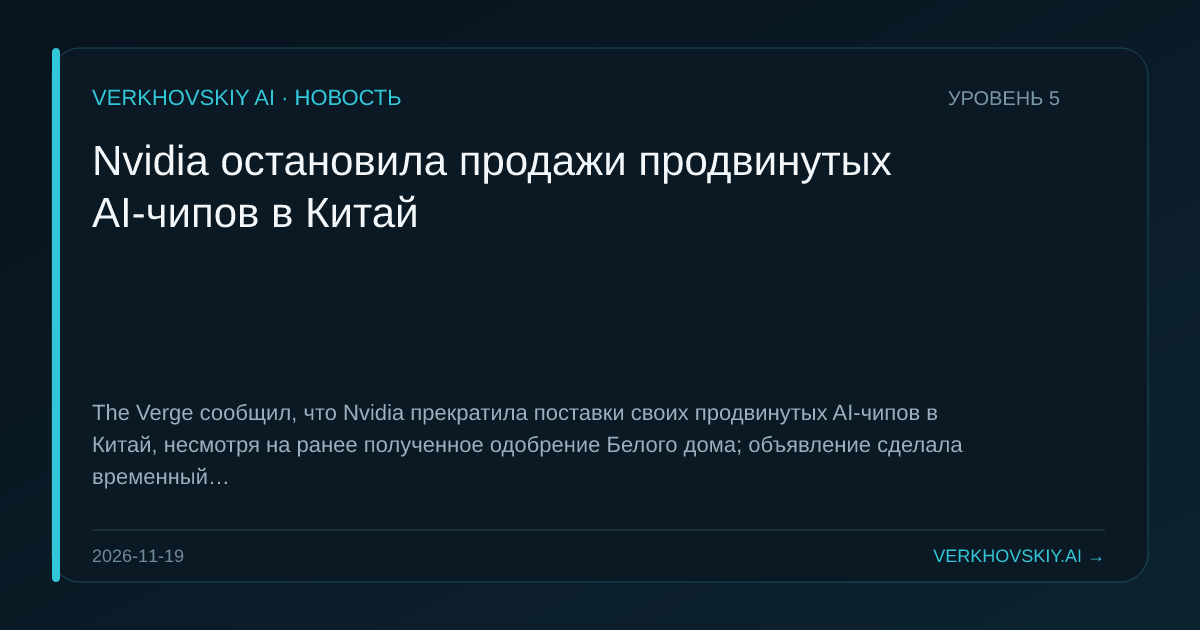 VERKHOVSKIY AI · НОВОСТЬ
УРОВЕНЬ 5
Nvidia остановила продажи продвинутых
AI-чипов в Китай
The Verge сообщил, что Nvidia прекратила поставки своих продвинутых AI-чипов в
Китай, несмотря на ранее полученное одобрение Белого дома; объявление сделала
временный…
2026-11-19
VERKHOVSKIY.AI →